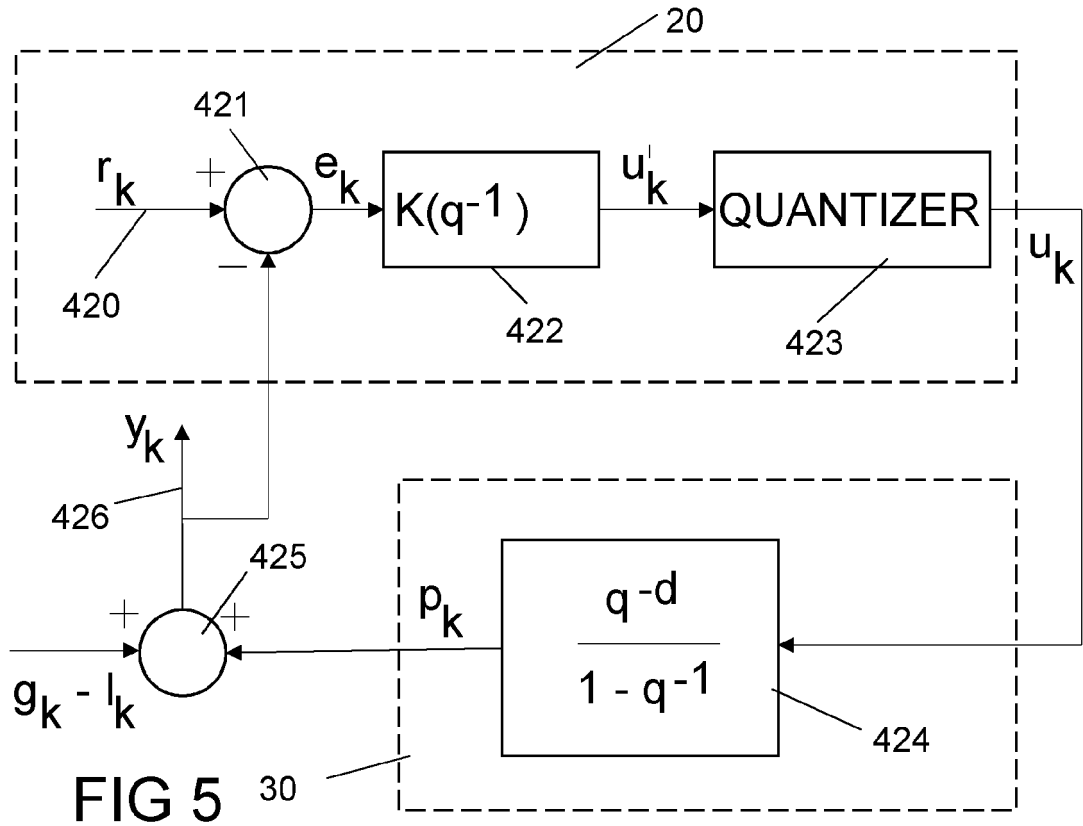 20
421
r_k
+
e_k
K(q⁻¹)
u'_k
QUANTIZER
u_k
−
420
422
423
y_k
426
425
+
+
p_k
q⁻ᵈ
1 - q⁻¹
g_k - l_k
424
FIG 5
30